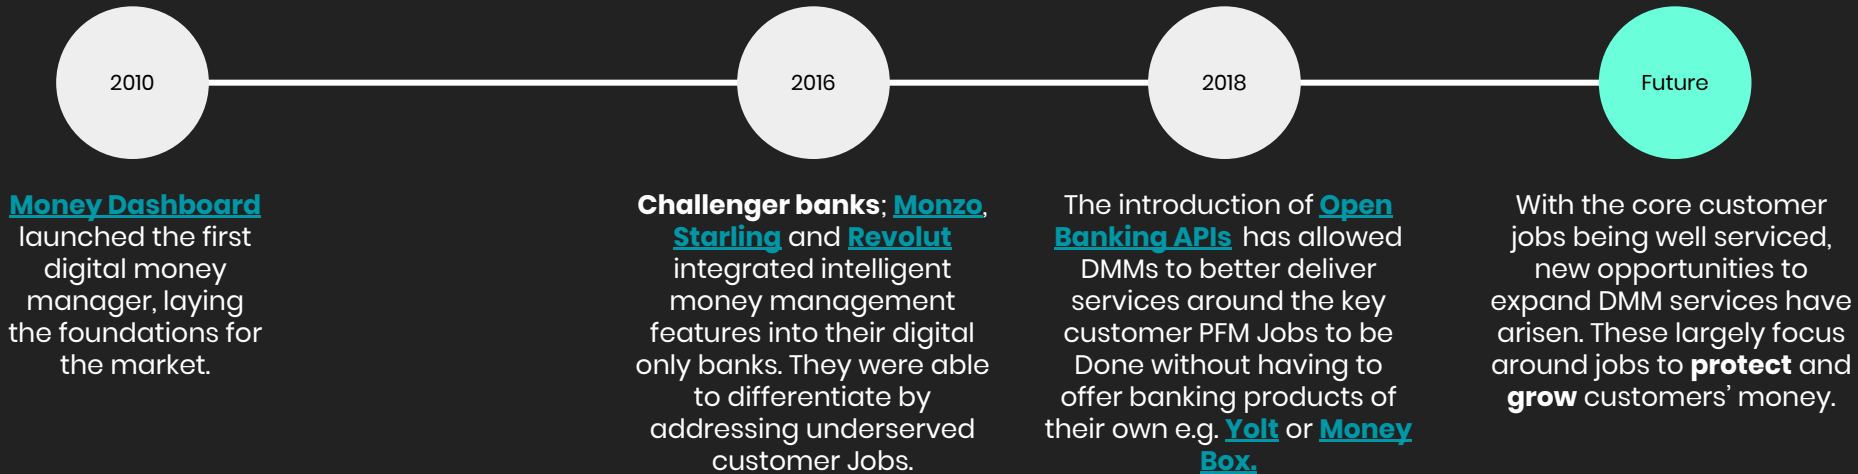 2010
2016
2018
Future
Money Dashboard
launched the first
digital money
manager, laying
the foundations for
the market.
Challenger banks; Monzo,
Starling and Revolut
integrated intelligent
money management
features into their digital
only banks. They were able
to differentiate by
addressing underserved
customer Jobs.
The introduction of Open
Banking APIs has allowed
DMMs to better deliver
services around the key
customer PFM Jobs to be
Done without having to
offer banking products of
their own e.g. Yolt or Money
Box.
With the core customer
jobs being well serviced,
new opportunities to
expand DMM services have
arisen. These largely focus
around jobs to protect and
grow customers’ money.